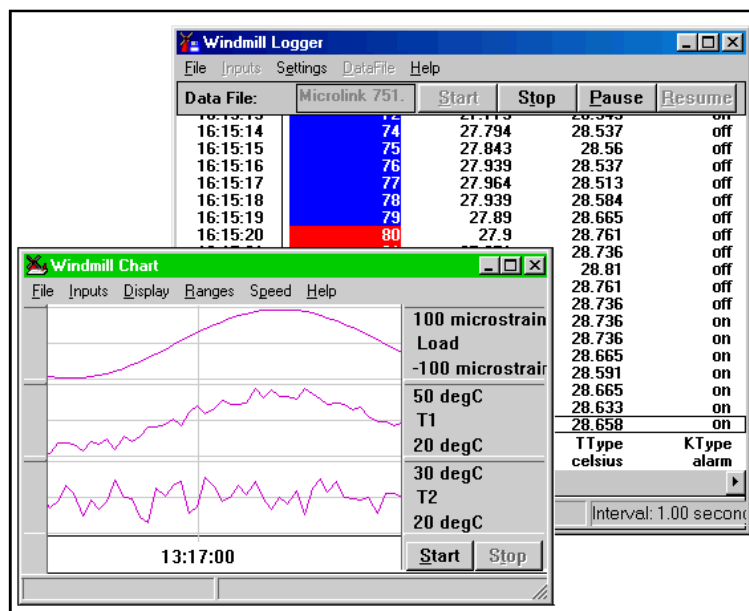 Windmill Logger
File Inputs Settings DataFile Help
Data File: Microlink 751. Start Stop Pause Resume
16:15:14 74 27.794 28.537 off
16:15:15 75 27.843 28.56 off
16:15:16 76 27.939 28.537 off
16:15:17 77 27.964 28.513 off
16:15:18 78 27.939 28.584 off
16:15:19 79 27.89 28.665 off
16:15:20 80 27.9 28.761 off
28.736 off
28.81 off
28.761 off
28.736 off
28.736 on
28.736 on
28.665 on
28.591 on
28.665 on
28.633 on
28.658 on
TType KType
celsius alarm
Interval: 1.00 secon
Windmill Chart
File Inputs Display Ranges Speed Help
100 microstrain
Load
-100 microstrain
50 degC
T1
20 degC
30 degC
T2
20 degC
13:17:00
Start Stop